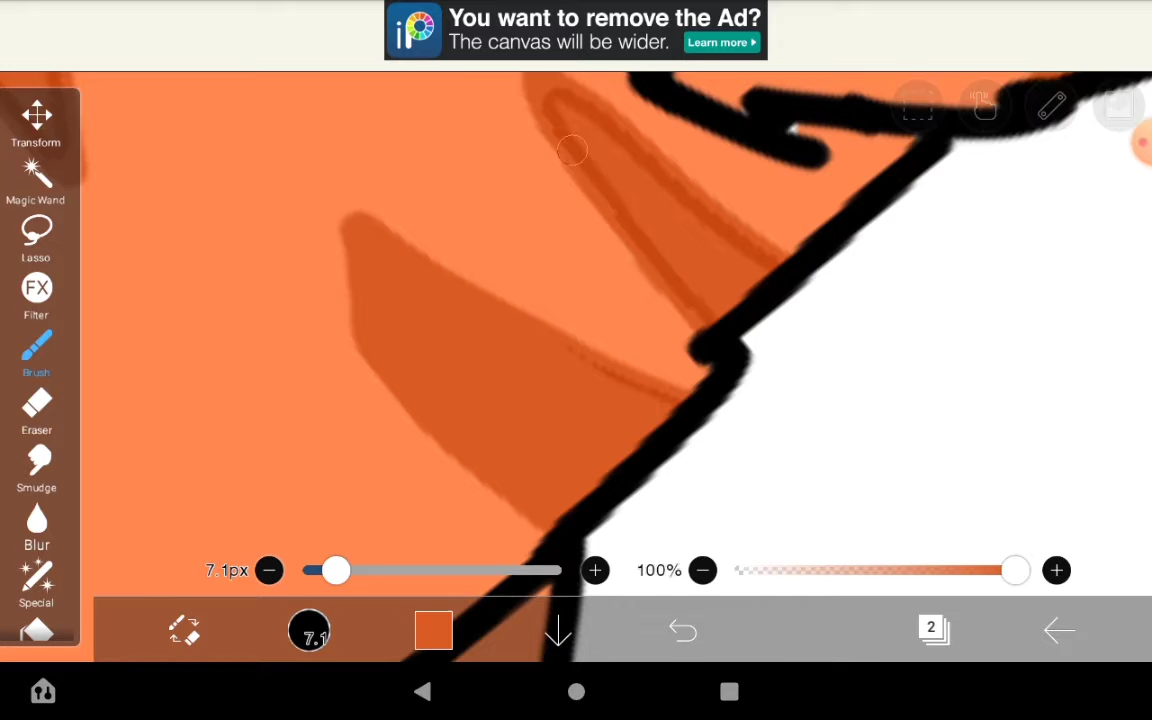 iP
You want to remove the Ad?
The canvas will be wider.
Learn more
Transform
Magic Wand
Lasso
FX
Filter
Brush
Eraser
Smudge
Blur
Special
7.1px
100%
7.1
2